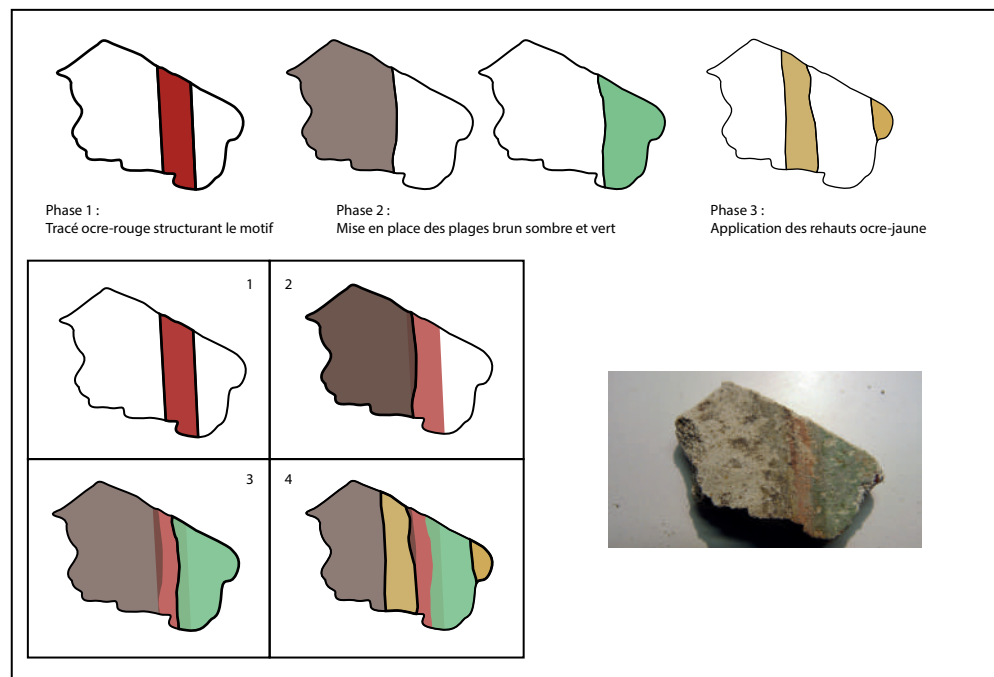 Phase 1 :
Tracé ocre-rouge structurant le motif
Phase 2 :
Mise en place des plages brun sombre et vert
Phase 3 :
Application des rehauts ocre-jaune
1
2
3
4